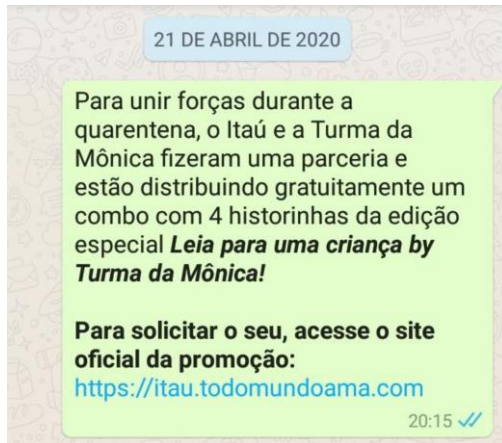 21 DE ABRIL DE 2020
Para unir forças durante a
quarentena, o Itaú e a Turma da
Mônica fizeram uma parceria e
estão distribuindo gratuitamente um
combo com 4 historinhas da edição
especial Leia para uma criança by
Turma da Mônica!
Para solicitar o seu, acesse o site
oficial da promoção:
https://itau.todomundoama.com
20:15